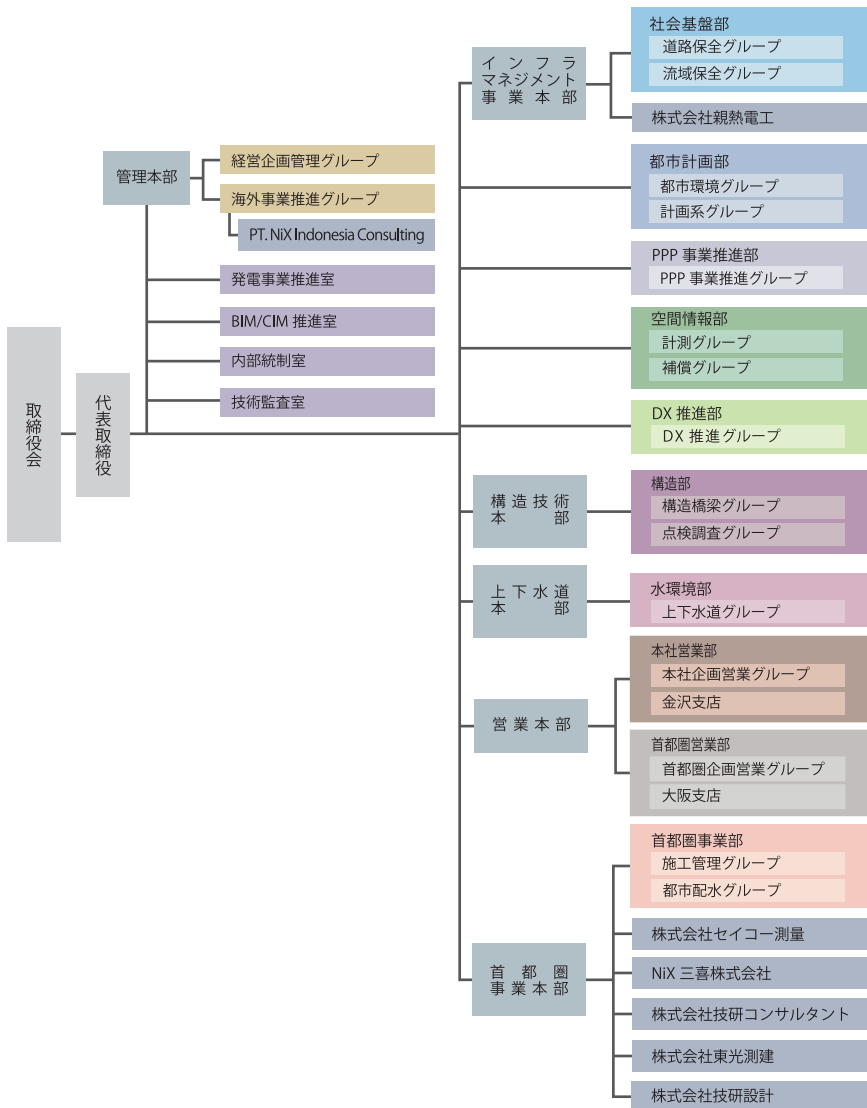 取締役会
代表取締役
管理本部
経営企画管理グループ
海外事業推進グループ
PT. NiX Indonesia Consulting
発電事業推進室
BIM/CIM 推進室
内部統制室
技術監査室
インフラ
マネジメント
事業本部
社会基盤部
道路保全グループ
流域保全グループ
株式会社親熱電工
都市計画部
都市環境グループ
計画系グループ
PPP 事業推進部
PPP 事業推進グループ
空間情報部
計測グループ
補償グループ
DX 推進部
DX 推進グループ
構造技術
本部
構造部
構造橋梁グループ
点検調査グループ
上下水道
本部
水環境部
上下水道グループ
営業本部
本社営業部
本社企画営業グループ
金沢支店
首都圏営業部
首都圏企画営業グループ
大阪支店
首都圏
事業本部
首都圏事業部
施工管理グループ
都市配水グループ
株式会社セイコー測量
NiX 三喜株式会社
株式会社技研コンサルタント
株式会社東光測建
株式会社技研設計